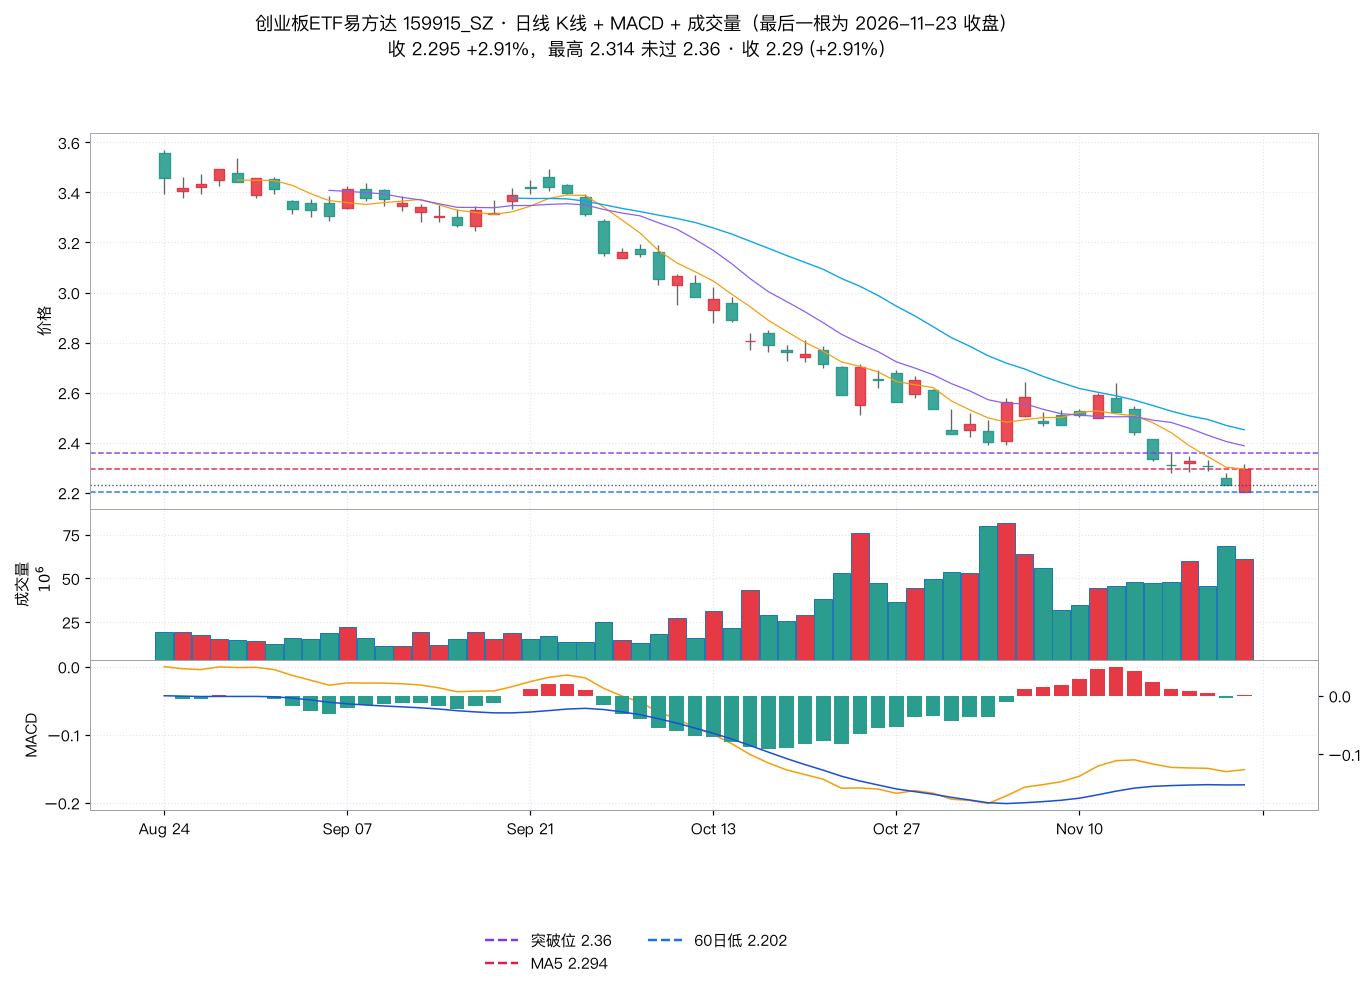 创业板ETF易方达 159915_SZ · 日线 K线 + MACD + 成交量（最后一根为 2026−11−23 收盘）
收 2.295 +2.91%，最高 2.314 未过 2.36 · 收 2.29 (+2.91%)
3.6
3.4
3.2
3.0
2.8
2.6
2.4
2.2
价格
75
50
25
成交量
10⁶
0.0
−0.1
−0.2
MACD
0.0
−0.1
Aug 24
Sep 07
Sep 21
Oct 13
Oct 27
Nov 10
突破位 2.36
60日低 2.202
MA5 2.294